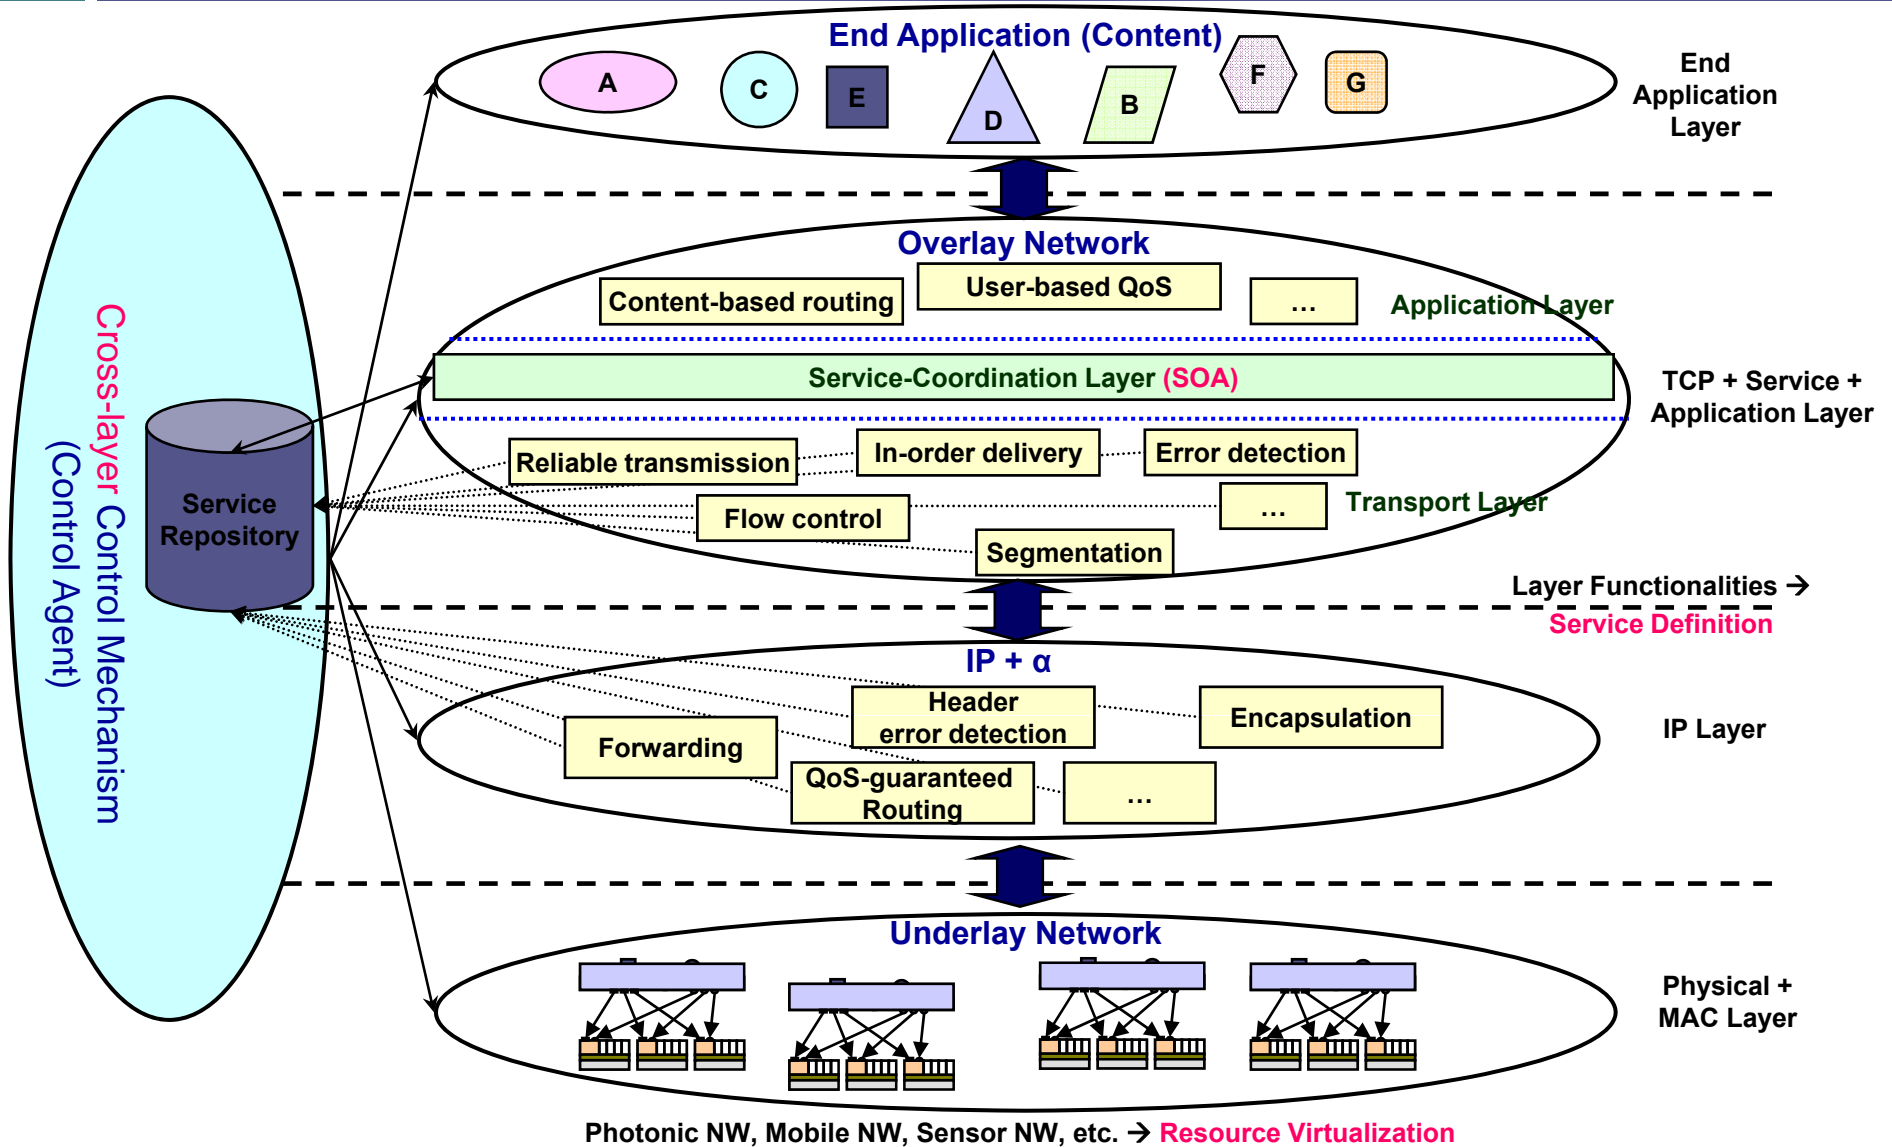 End Application (Content)
A
C
E
D
B
F
G
End
Application
Layer
Cross-layer Control Mechanism
(Control Agent)
Service
Repository
Overlay Network
Content-based routing
User-based QoS
…
Application Layer
Service-Coordination Layer (SOA)
TCP + Service +
Application Layer
Reliable transmission
In-order delivery
Error detection
Flow control
…
Transport Layer
Segmentation
Layer Functionalities →
Service Definition
IP + α
Header
error detection
Encapsulation
Forwarding
QoS-guaranteed
Routing
…
IP Layer
Underlay Network
Physical +
MAC Layer
Photonic NW, Mobile NW, Sensor NW, etc. → Resource Virtualization